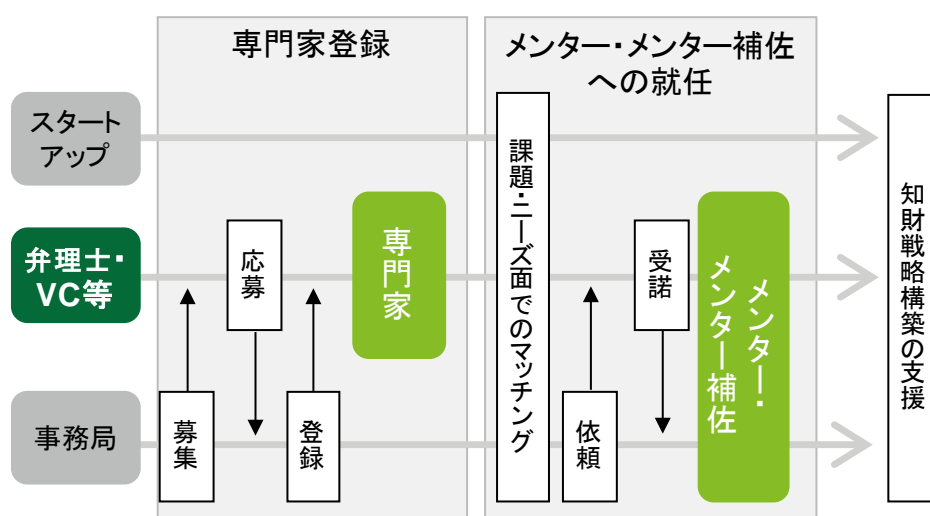 専門家登録
メンター・メンター補佐
への就任
スタート
アップ
弁理士・
VC等
事務局
募集
応募
登録
専門家
課題・ニーズ面でのマッチング
依頼
受諾
メンター・
メンター補佐
知財戦略構築の支援